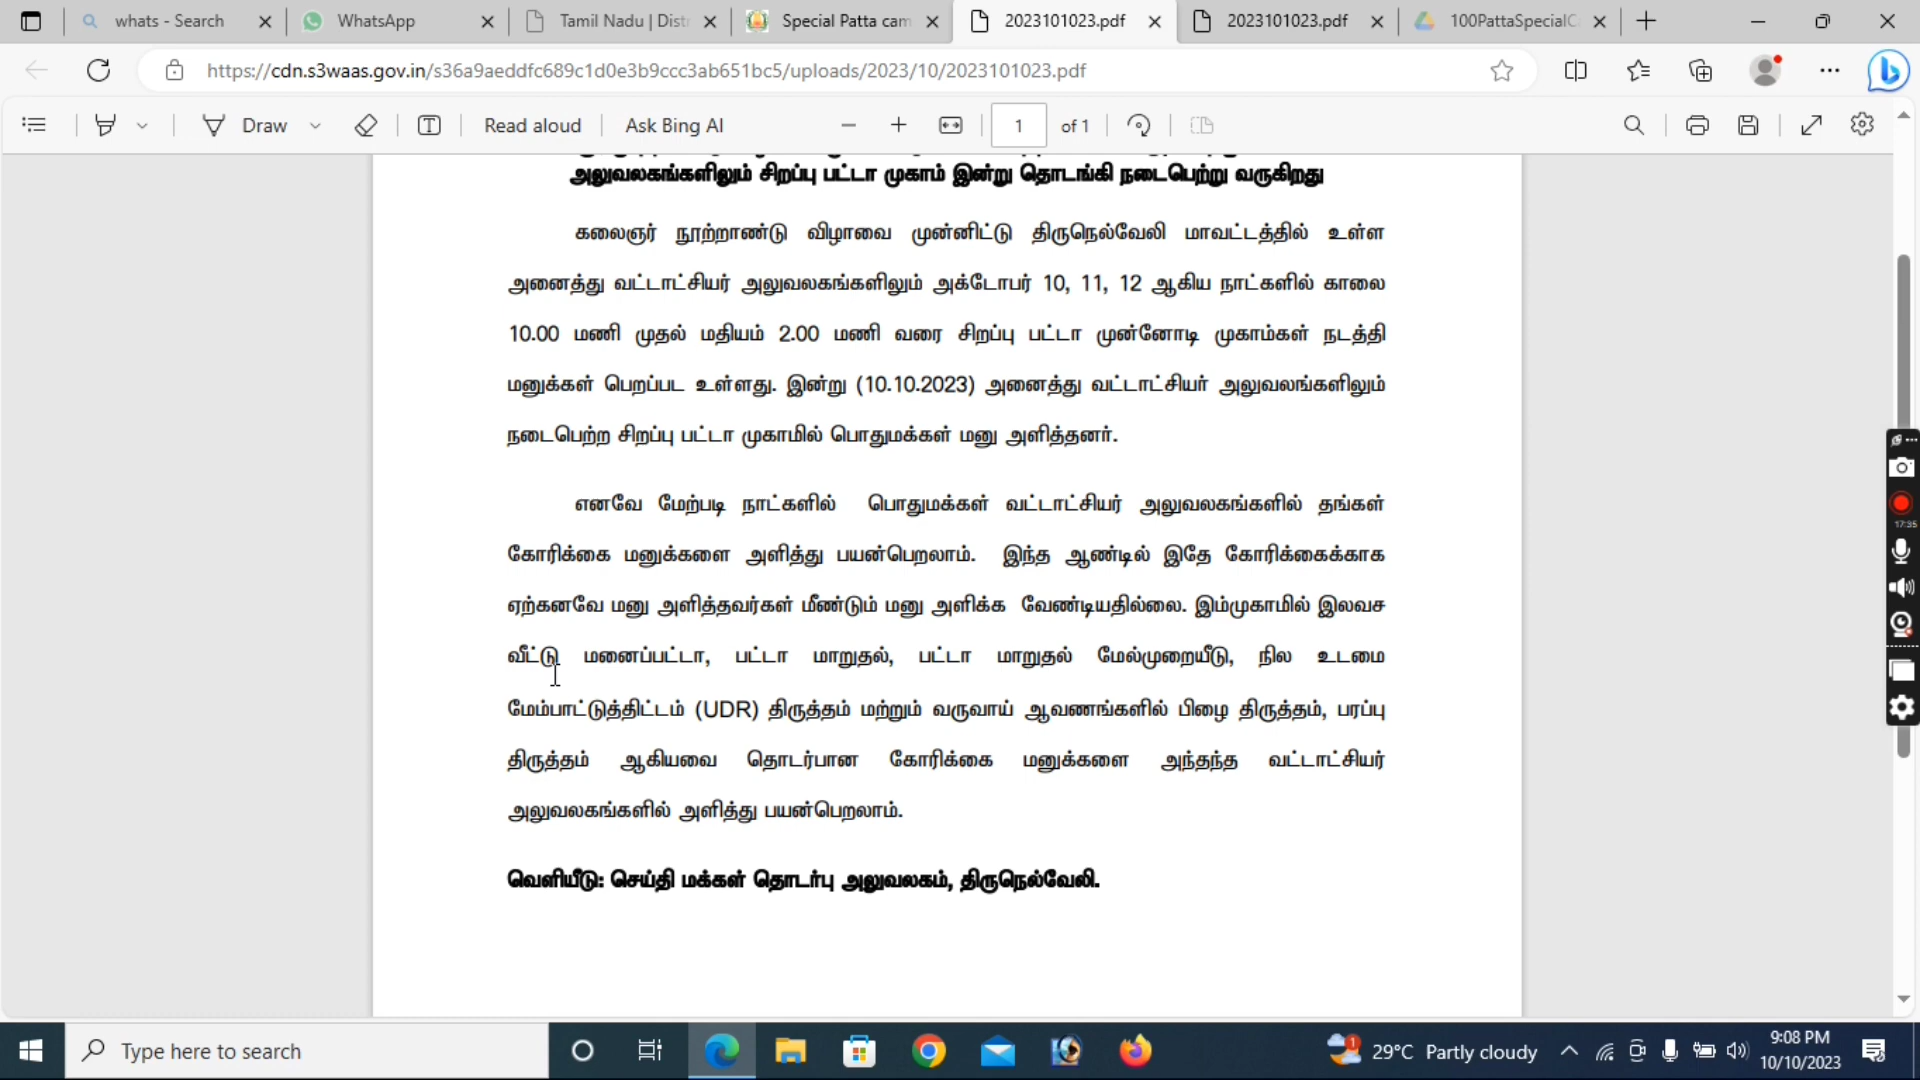 whats - Search
WhatsApp
Tamil Nadu | Distr
Special Patta cam
2023101023.pdf
2023101023.pdf
100PattaSpecialC
https://cdn.s3waas.gov.in/s36a9aeddfc689c1d0e3b9ccc3ab651bc5/uploads/2023/10/2023101023.pdf
Draw
Read aloud
Ask Bing AI
1 of 1
அலுவலகங்களிலும் சிறப்பு பட்டா முகாம் இன்று தொடங்கி நடைபெற்று வருகிறது
கலைஞர் நூற்றாண்டு விழாவை முன்னிட்டு திருநெல்வேலி மாவட்டத்தில் உள்ள
அனைத்து வட்டாட்சியர் அலுவலகங்களிலும் அக்டோபர் 10, 11, 12 ஆகிய நாட்களில் காலை
10.00 மணி முதல் மதியம் 2.00 மணி வரை சிறப்பு பட்டா முன்னோடி முகாம்கள் நடத்தி
மனுக்கள் பெறப்பட உள்ளது. இன்று (10.10.2023) அனைத்து வட்டாட்சியர் அலுவலங்களிலும்
நடைபெற்ற சிறப்பு பட்டா முகாமில் பொதுமக்கள் மனு அளித்தனர்.
எனவே மேற்படி நாட்களில் பொதுமக்கள் வட்டாட்சியர் அலுவலகங்களில் தங்கள்
கோரிக்கை மனுக்களை அளித்து பயன்பெறலாம். இந்த ஆண்டில் இதே கோரிக்கைக்காக
ஏற்கனவே மனு அளித்தவர்கள் மீண்டும் மனு அளிக்க வேண்டியதில்லை. இம்முகாமில் இலவச
வீட்டு மனைப்பட்டா, பட்டா மாறுதல், பட்டா மாறுதல் மேல்முறையீடு, நில உடமை
மேம்பாட்டுத்திட்டம் (UDR) திருத்தம் மற்றும் வருவாய் ஆவணங்களில் பிழை திருத்தம், பரப்பு
திருத்தம் ஆகியவை தொடர்பான கோரிக்கை மனுக்களை அந்தந்த வட்டாட்சியர்
அலுவலகங்களில் அளித்து பயன்பெறலாம்.
வெளியீடு: செய்தி மக்கள் தொடர்பு அலுவலகம், திருநெல்வேலி.
17:35
Type here to search
1
29°C Partly cloudy
9:08 PM
10/10/2023